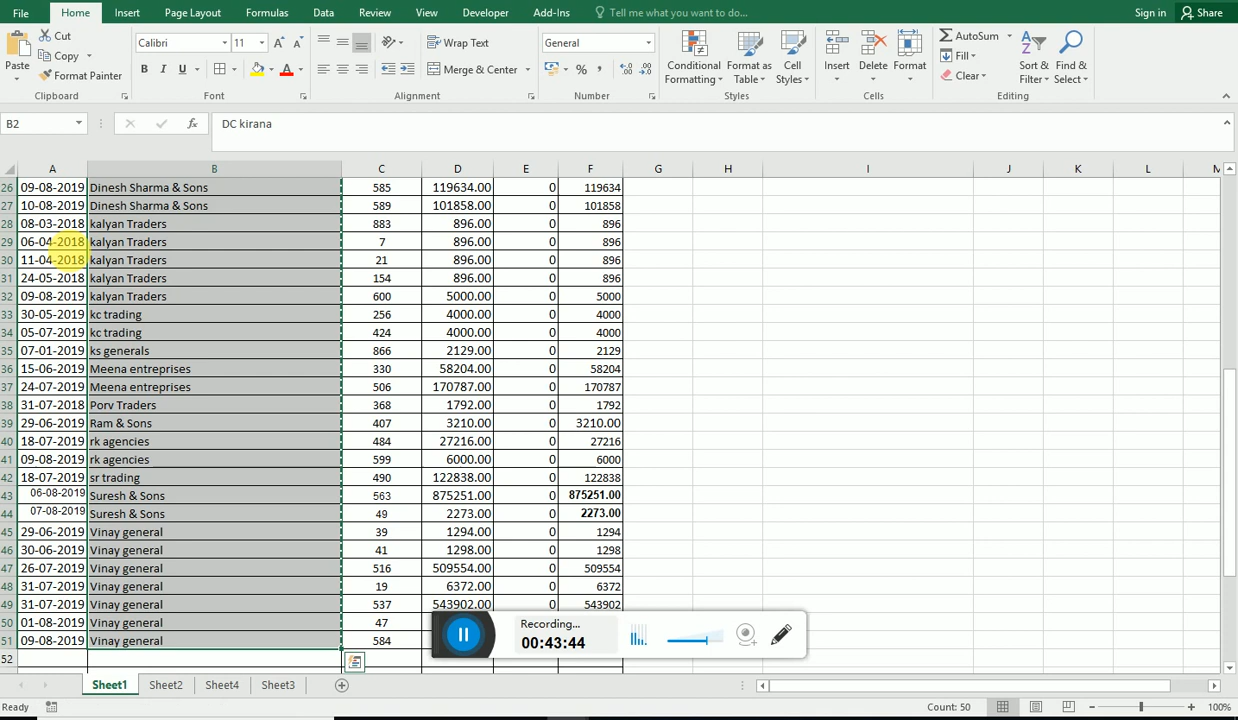 File Home Insert Page Layout Formulas Data Review View Developer Add-Ins Tell me what you want to do... Sign in Share
Paste Cut Copy Format Painter Clipboard
Calibri 11 A A B I U A Font
Wrap Text Merge & Center Alignment
General % , Number
Conditional Formatting Format as Table Cell Styles Styles
Insert Delete Format Cells
AutoSum Fill Clear Sort & Filter Find & Select Editing
B2 fx DC kirana
A B C D E F G H I J K L M
26 09-08-2019 Dinesh Sharma & Sons 585 119634.00 0 119634
27 10-08-2019 Dinesh Sharma & Sons 589 101858.00 0 101858
28 08-03-2018 kalyan Traders 883 896.00 0 896
29 06-04-2018 kalyan Traders 7 896.00 0 896
30 11-04-2018 kalyan Traders 21 896.00 0 896
31 24-05-2018 kalyan Traders 154 896.00 0 896
32 09-08-2019 kalyan Traders 600 5000.00 0 5000
33 30-05-2019 kc trading 256 4000.00 0 4000
34 05-07-2019 kc trading 424 4000.00 0 4000
35 07-01-2019 ks generals 866 2129.00 0 2129
36 15-06-2019 Meena entreprises 330 58204.00 0 58204
37 24-07-2019 Meena entreprises 506 170787.00 0 170787
38 31-07-2018 Porv Traders 368 1792.00 0 1792
39 29-06-2019 Ram & Sons 407 3210.00 0 3210.00
40 18-07-2019 rk agencies 484 27216.00 0 27216
41 09-08-2019 rk agencies 599 6000.00 0 6000
42 18-07-2019 sr trading 490 122838.00 0 122838
43 06-08-2019 Suresh & Sons 563 875251.00 0 875251.00
44 07-08-2019 Suresh & Sons 49 2273.00 0 2273.00
45 29-06-2019 Vinay general 39 1294.00 0 1294
46 30-06-2019 Vinay general 41 1298.00 0 1298
47 26-07-2019 Vinay general 516 509554.00 0 509554
48 31-07-2019 Vinay general 19 6372.00 0 6372
49 31-07-2019 Vinay general 537 543902.00 0 543902
50 01-08-2019 Vinay general 47
51 09-08-2019 Vinay general 584
52
Recording...
00:43:44
Sheet1 Sheet2 Sheet4 Sheet3
Ready Count: 50 100%